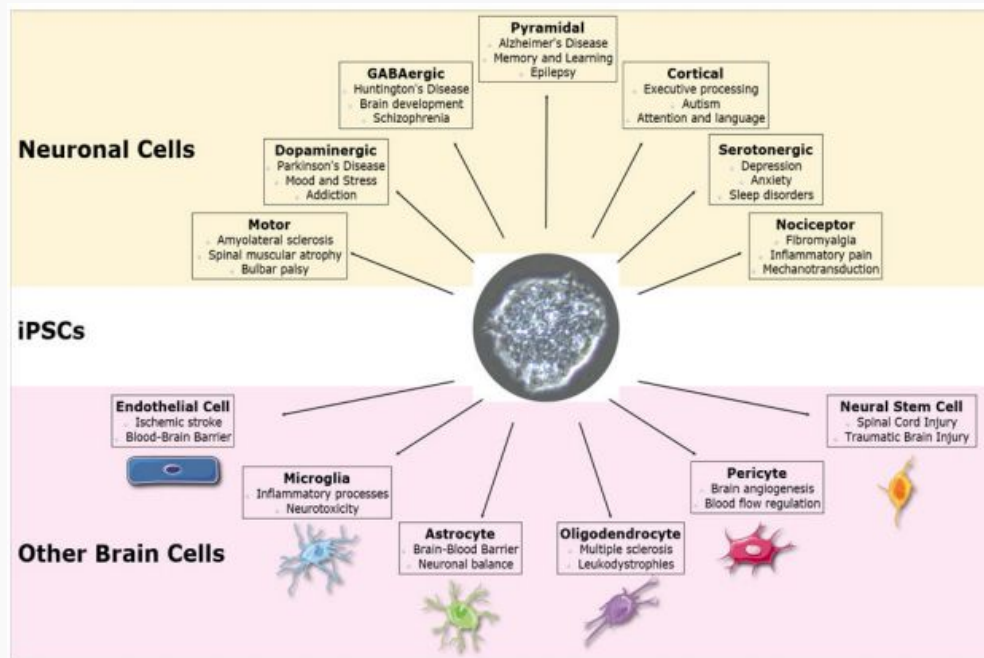 Pyramidal
Alzheimer's Disease
Memory and Learning
Epilepsy
GABAergic
Huntington's Disease
Brain development
Schizophrenia
Cortical
Executive processing
Autism
Attention and language
Neuronal Cells
Dopaminergic
Parkinson's Disease
Mood and Stress
Addiction
Serotonergic
Depression
Anxiety
Sleep disorders
Motor
Amyolateral sclerosis
Spinal muscular atrophy
Bulbar palsy
Nociceptor
Fibromyalgia
Inflammatory pain
Mechanotransduction
iPSCs
Endothelial Cell
Ischemic stroke
Blood-Brain Barrier
Neural Stem Cell
Spinal Cord Injury
Traumatic Brain Injury
Microglia
Inflammatory processes
Neurotoxicity
Pericyte
Brain angiogenesis
Blood flow regulation
Astrocyte
Brain-Blood Barrier
Neuronal balance
Oligodendrocyte
Multiple sclerosis
Leukodystrophies
Other Brain Cells